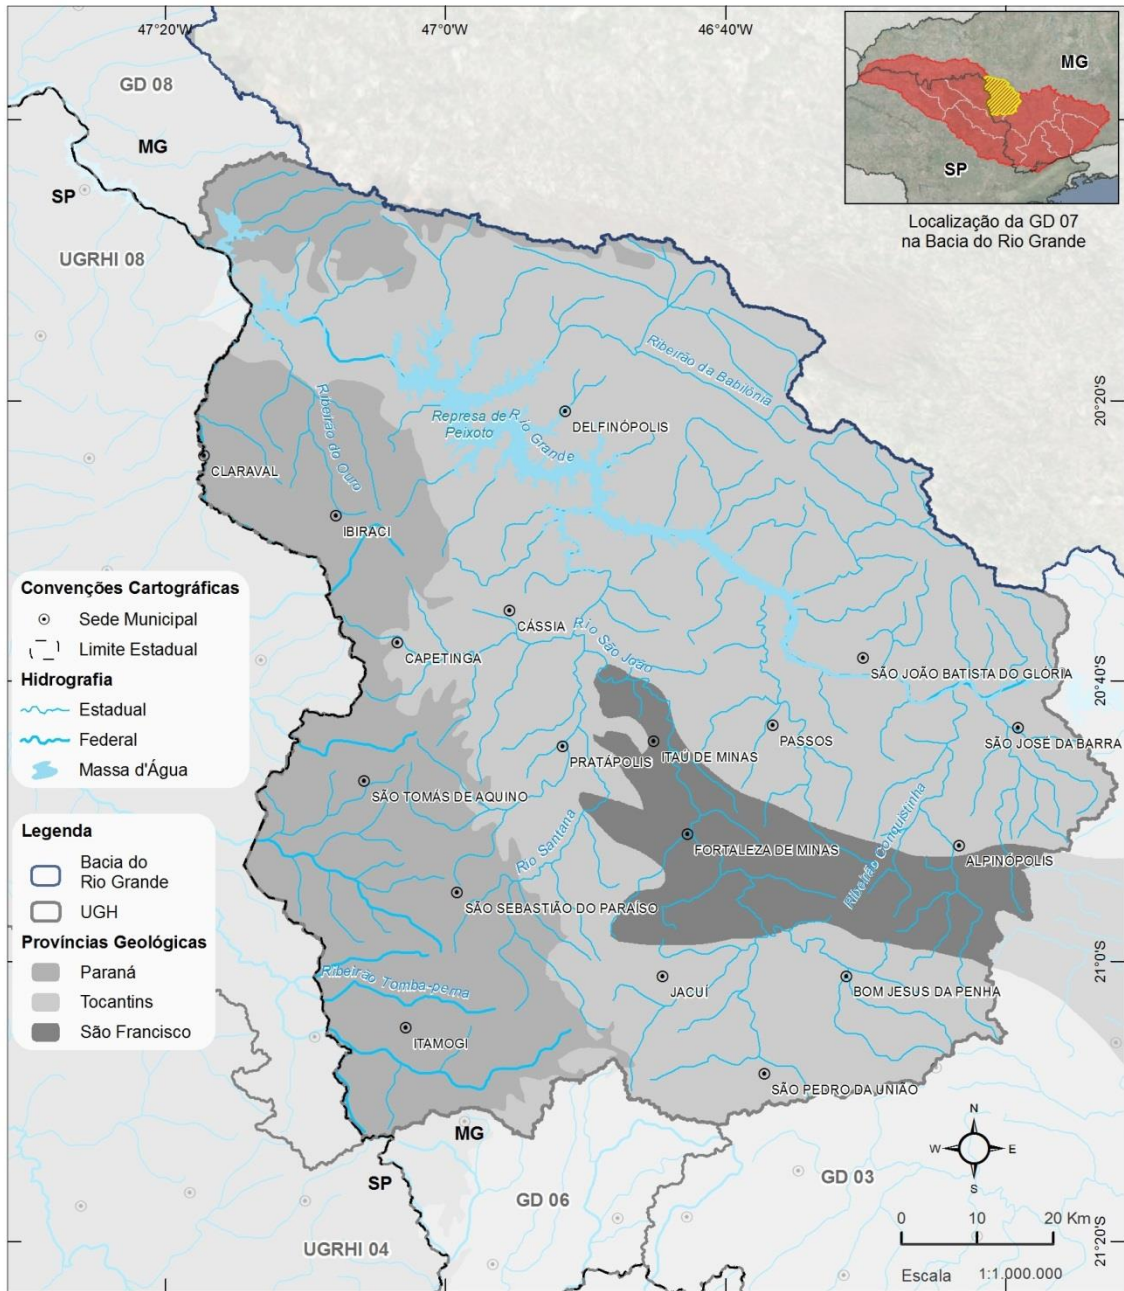 47°20'W
47°0'W
46°40'W
GD 08
MG
SP
UGRHI 08
MG
SP
Localização da GD 07
na Bacia do Rio Grande
20°20'S
20°40'S
21°0'S
21°20'S
Ribeirão da Babilônia
Ribeirão do Ouro
Represa de
Peixoto
Rio Grande
DELFINÓPOLIS
CLARAVAL
IBIRACI
CÁSSIA
Rio São João
CAPETINGA
SÃO JOÃO BATISTA DO GLÓRIA
PASSOS
SÃO JOSÉ DA BARRA
PRATÁPOLIS
ITAÚ DE MINAS
SÃO TOMÁS DE AQUINO
Rio Santana
FORTALEZA DE MINAS
Ribeirão Conquistinha
ALPINÓPOLIS
SÃO SEBASTIÃO DO PARAÍSO
Ribeirão Tomba-perna
JACUÍ
BOM JESUS DA PENHA
ITAMOGI
SÃO PEDRO DA UNIÃO
MG
SP
GD 06
GD 03
UGRHI 04
Convenções Cartográficas
Sede Municipal
Limite Estadual
Hidrografia
Estadual
Federal
Massa d'Água
Legenda
Bacia do
Rio Grande
UGH
Províncias Geológicas
Paraná
Tocantins
São Francisco
N
W
E
S
0 10 20 Km
Escala 1:1.000.000